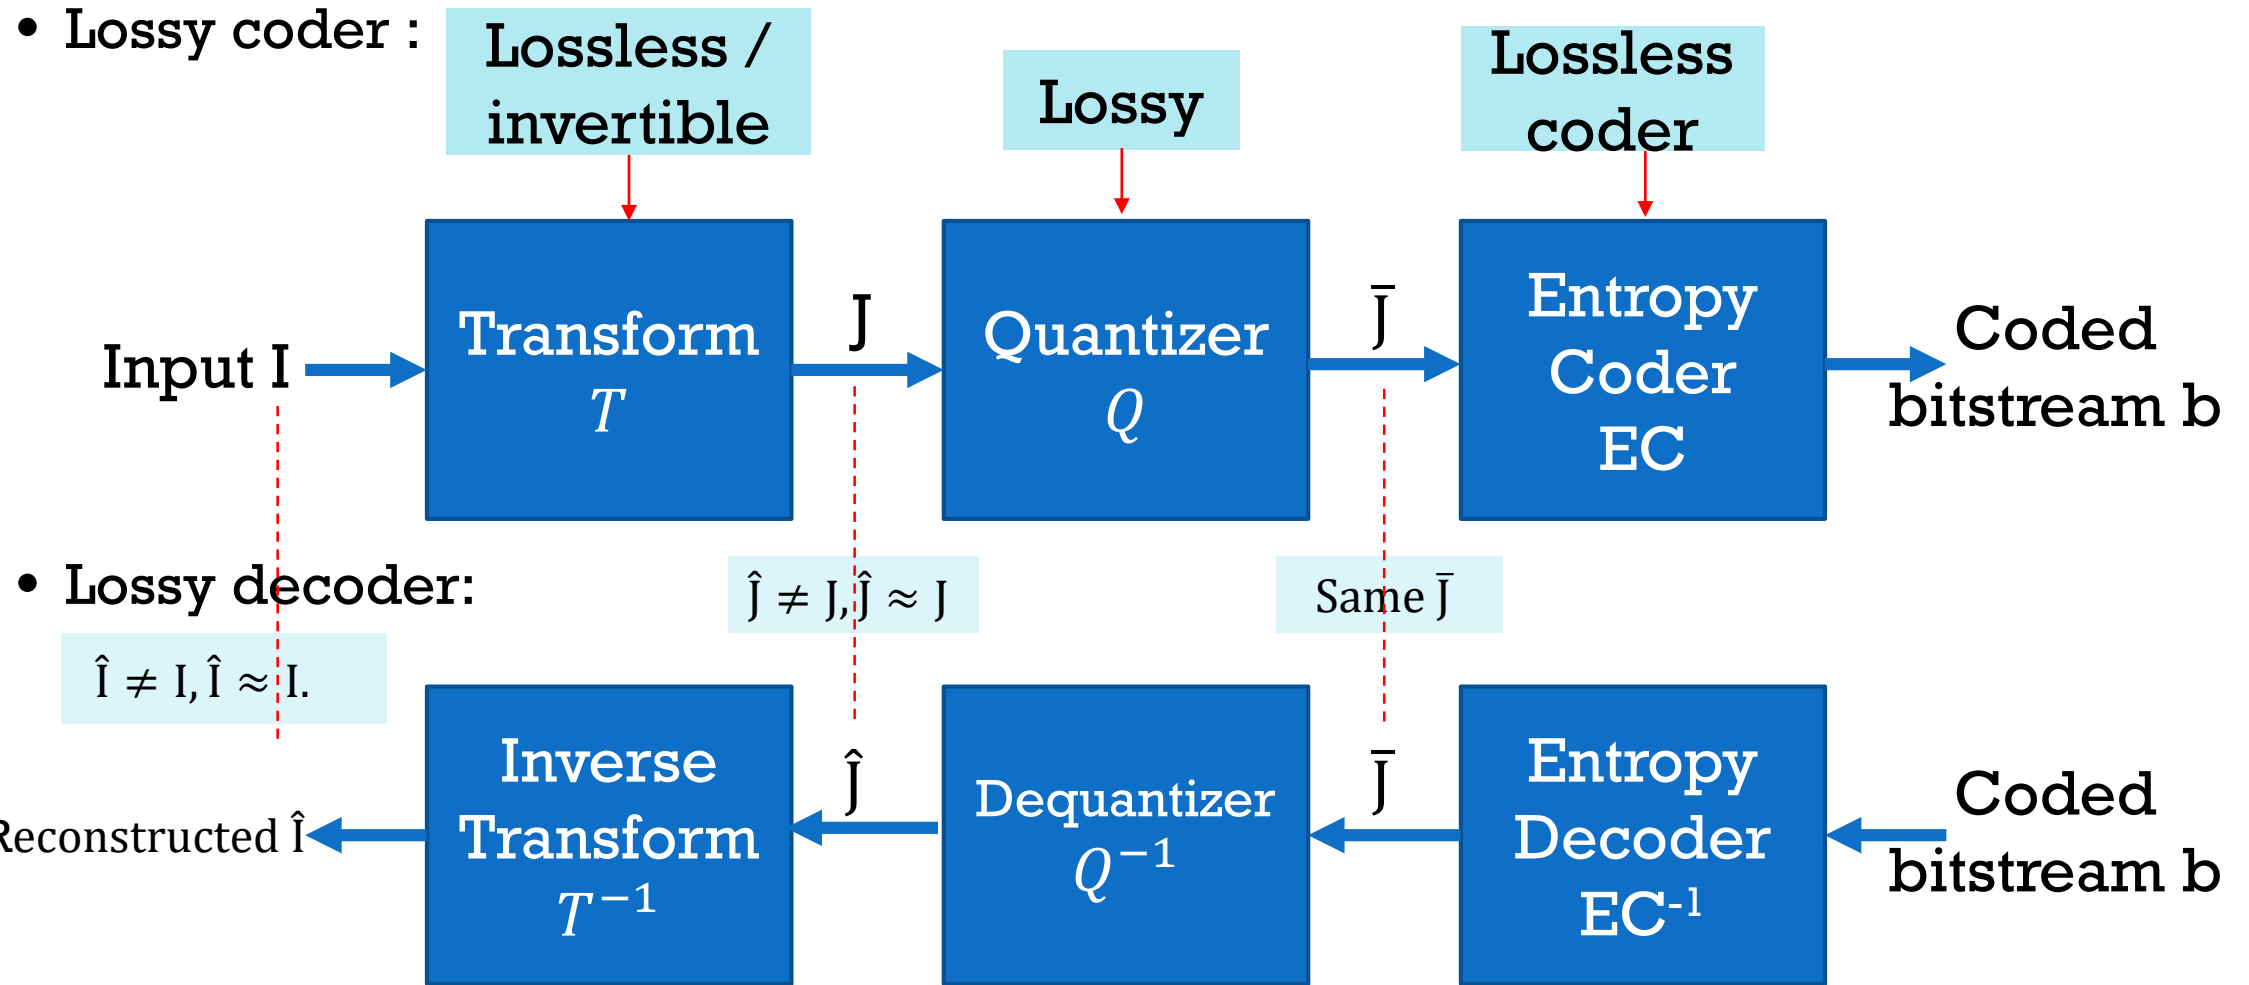 • Lossy coder :
Lossless /
invertible
Lossy
Lossless
coder
Input I
Transform
T
J
Quantizer
Q
J̅
Entropy
Coder
EC
Coded
bitstream b
• Lossy decoder:
Ĵ ≠ J, Ĵ ≈ J
Same J̅
Î ≠ I, Î ≈ I.
Reconstructed Î
Inverse
Transform
T⁻¹
Ĵ
Dequantizer
Q⁻¹
J̅
Entropy
Decoder
EC⁻¹
Coded
bitstream b